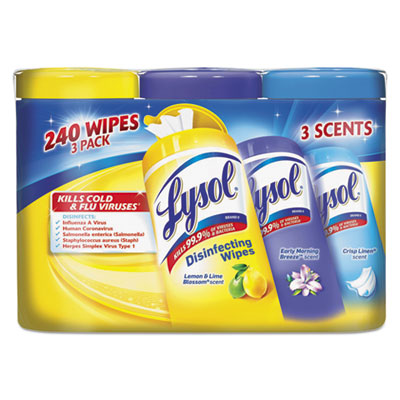 240 WIPES
3 PACK
3 SCENTS
KILLS COLD
& FLU VIRUSES*
DISINFECTS:
✓ Influenza A Virus
✓ Human Coronavirus
✓ Salmonella enterica (Salmonella)
✓ Staphylococcus aureus (Staph)
✓ Herpes Simplex Virus Type 1
Lysol
KILLS 99.9% OF VIRUSES & BACTERIA
Disinfecting
Wipes
Lemon & Lime
Blossom® scent
Lysol
KILLS 99.9% OF VIRUSES & BACTERIA
Early Morning
Breeze® scent
Lysol
Crisp Linen®
scent